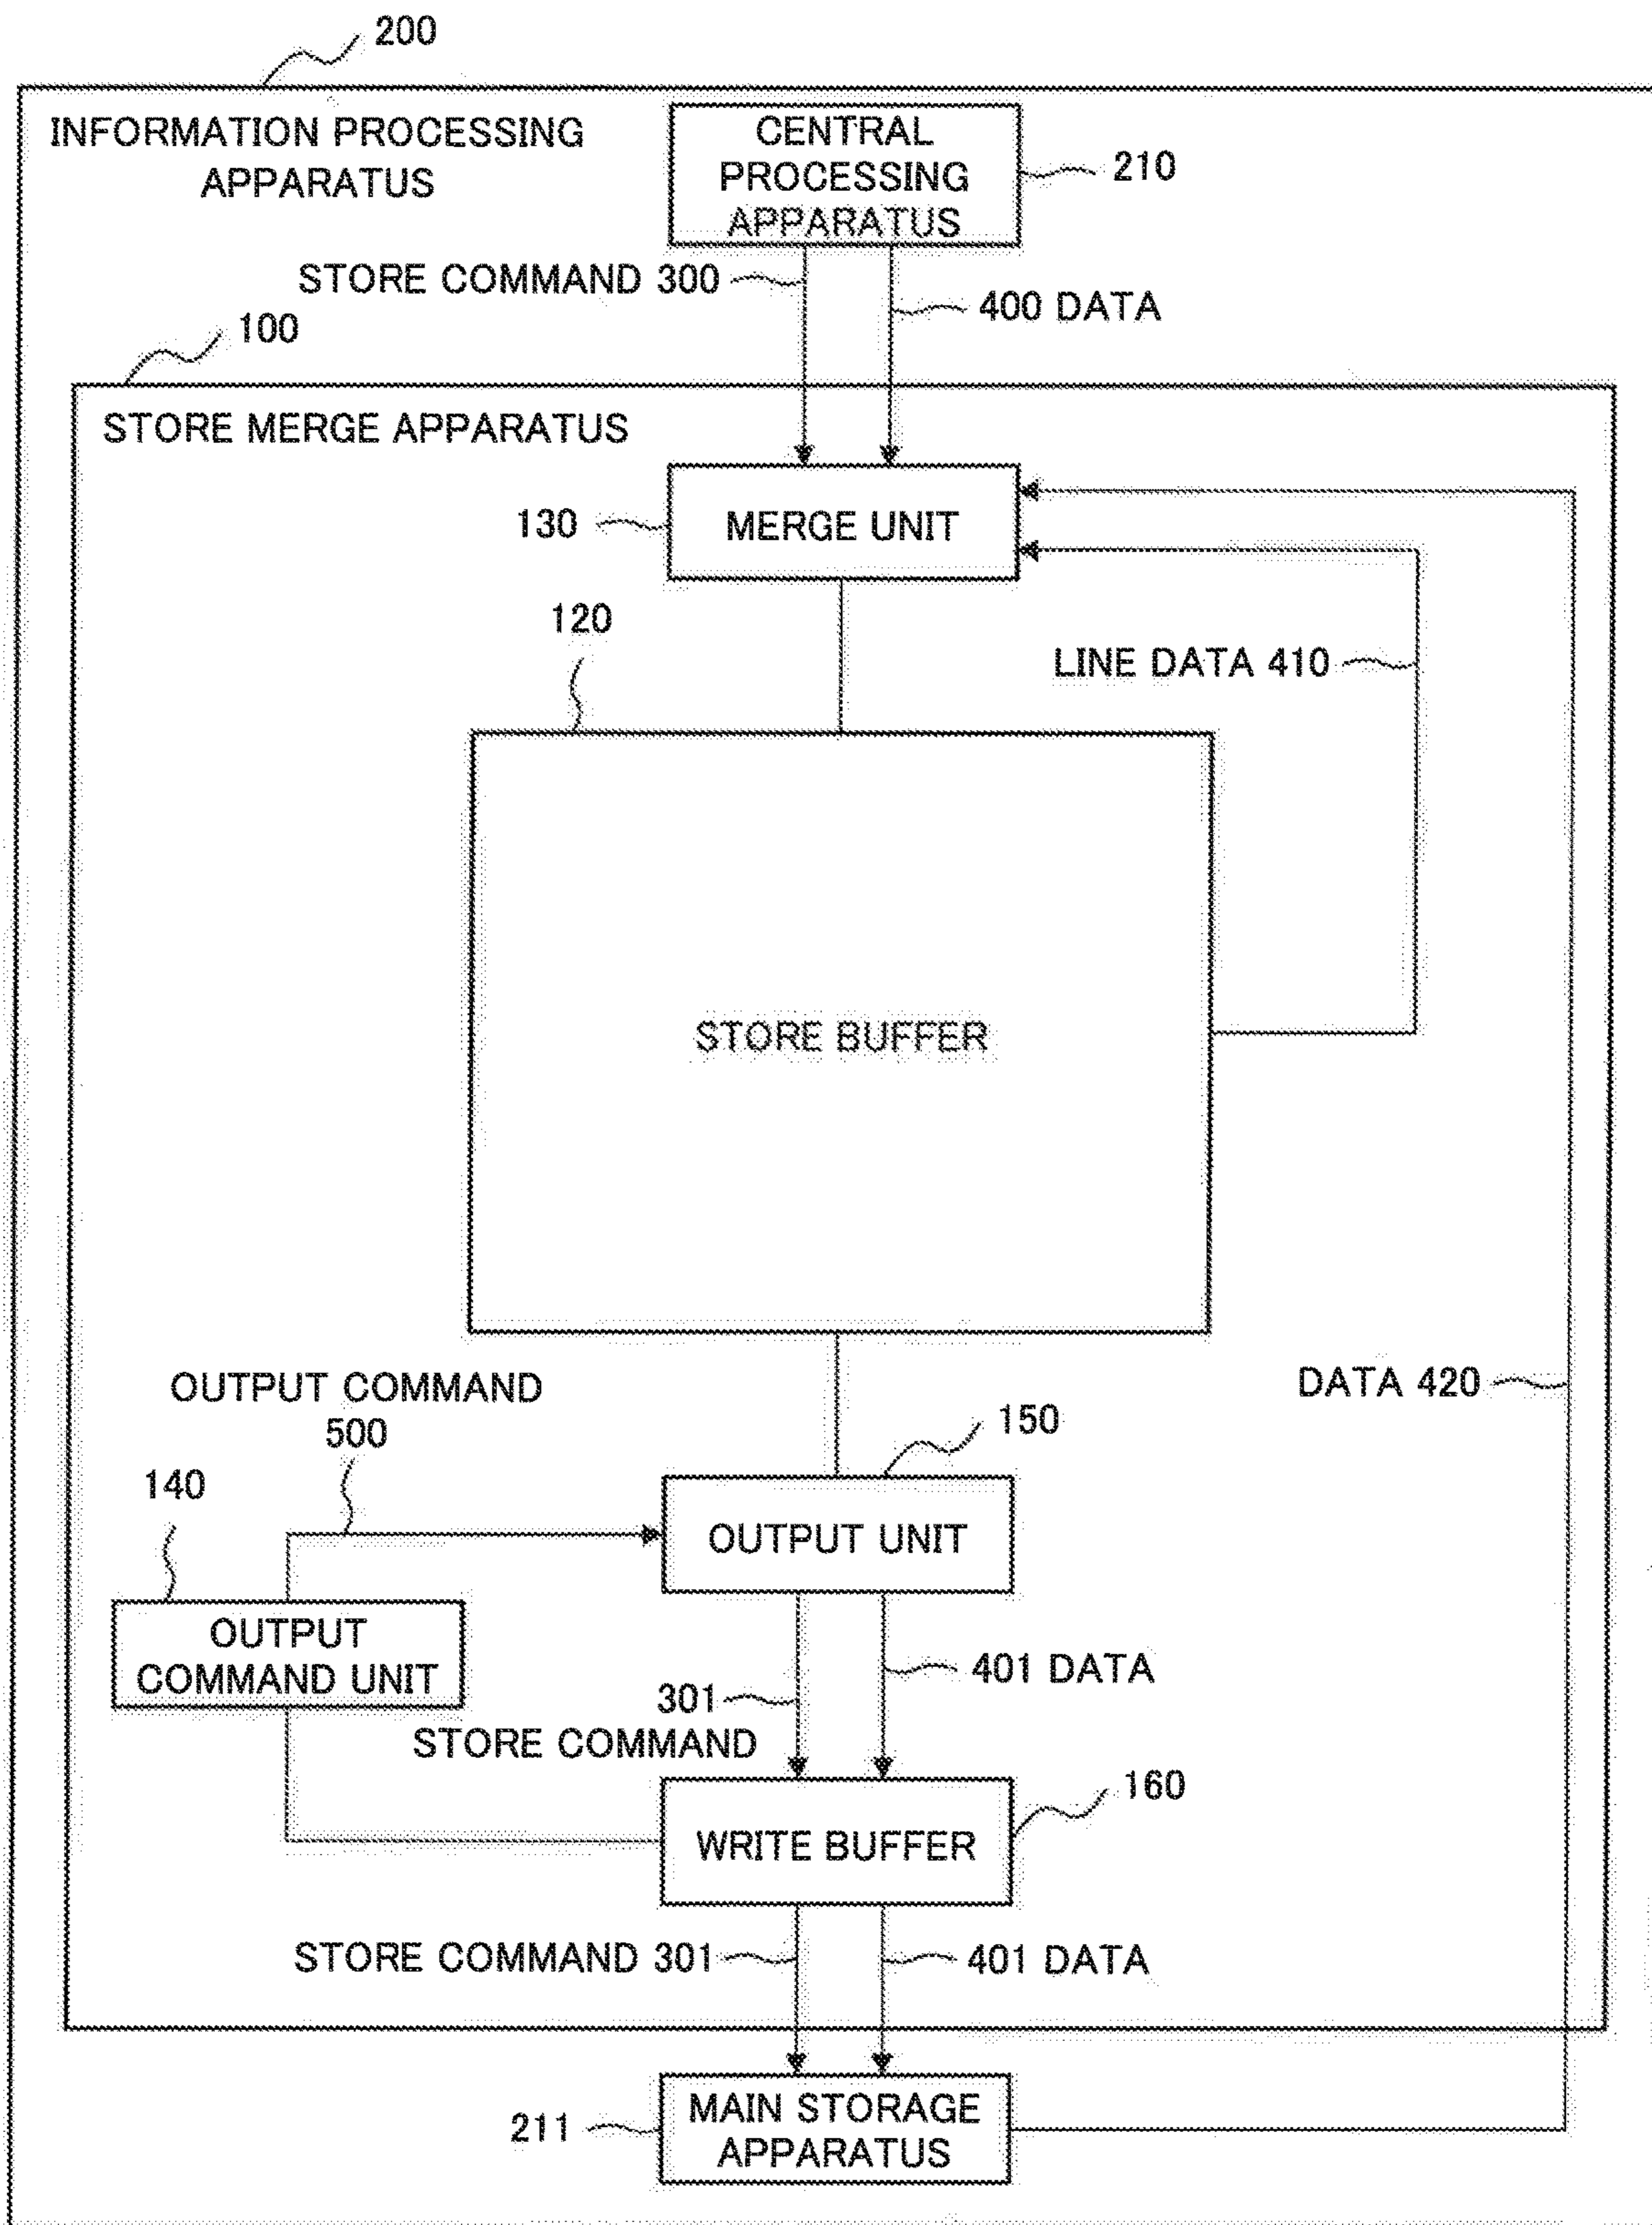 200
INFORMATION PROCESSING
APPARATUS
CENTRAL
PROCESSING
APPARATUS
210
STORE COMMAND 300
400 DATA
100
STORE MERGE APPARATUS
130
MERGE UNIT
120
LINE DATA 410
STORE BUFFER
DATA 420
OUTPUT COMMAND
500
150
140
OUTPUT UNIT
OUTPUT
COMMAND UNIT
401 DATA
301
STORE COMMAND
160
WRITE BUFFER
STORE COMMAND 301
401 DATA
211
MAIN STORAGE
APPARATUS